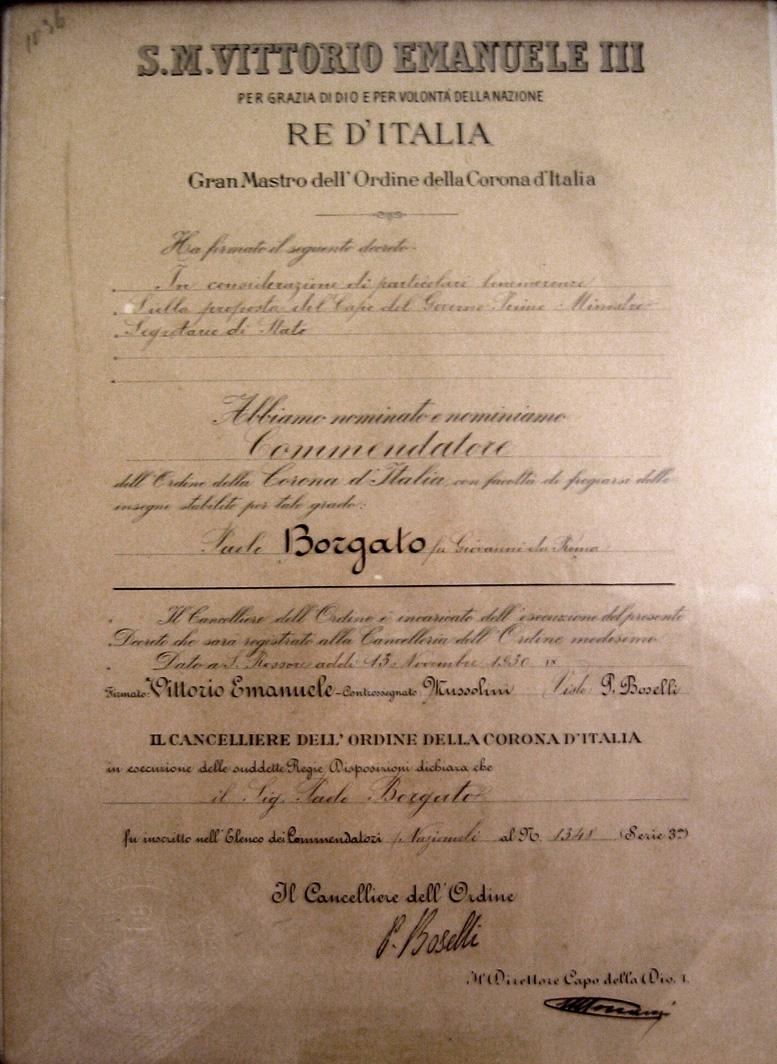 1036
S.M. VITTORIO EMANUELE III
PER GRAZIA DI DIO E PER VOLONTÀ DELLA NAZIONE
RE D'ITALIA
Gran Mastro dell'Ordine della Corona d'Italia
Ha firmato il seguente decreto:
In considerazione di particolari benemerenze
Sulla proposta del Capo del Governo Primo Ministro
Segretario di Stato
Abbiamo nominato e nominiamo
Commendatore
dell'Ordine della Corona d'Italia, con facoltà di fregiarsi delle
insegne stabilite per tale grado:
Paolo Borgato fu Giovanni da Roma
Il Cancelliere dell'Ordine è incaricato dell'esecuzione del presente
Decreto che sarà registrato alla Cancelleria dell'Ordine medesimo.
Dato a S. Rossore addì 13 Novembre 1930 IX
Firmato: Vittorio Emanuele - Controssegnato Mussolini Visto P. Boselli
IL CANCELLIERE DELL'ORDINE DELLA CORONA D'ITALIA
in esecuzione delle suddette Regie Disposizioni dichiara che
il Sig. Paolo Borgato
fu inscritto nell'Elenco dei Commendatori Nazionali al N. 1348 (Serie 3ª)
Il Cancelliere dell'Ordine
P. Boselli
Il Direttore Capo della Div. 1.